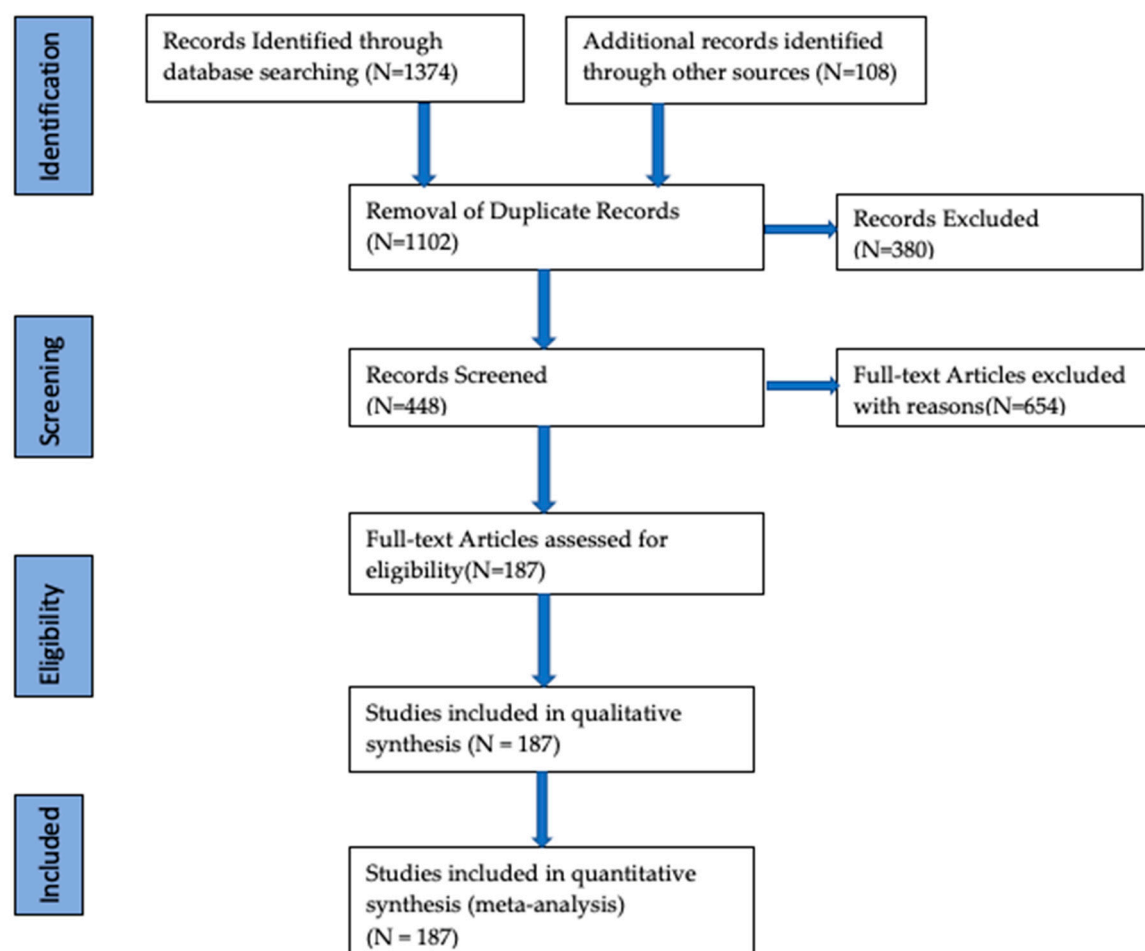 Identification
Records Identified through
database searching (N=1374)
Additional records identified
through other sources (N=108)
Removal of Duplicate Records
(N=1102)
Records Excluded
(N=380)
Screening
Records Screened
(N=448)
Full-text Articles excluded
with reasons(N=654)
Eligibility
Full-text Articles assessed for
eligibility(N=187)
Studies included in qualitative
synthesis (N = 187)
Included
Studies included in quantitative
synthesis (meta-analysis)
(N = 187)